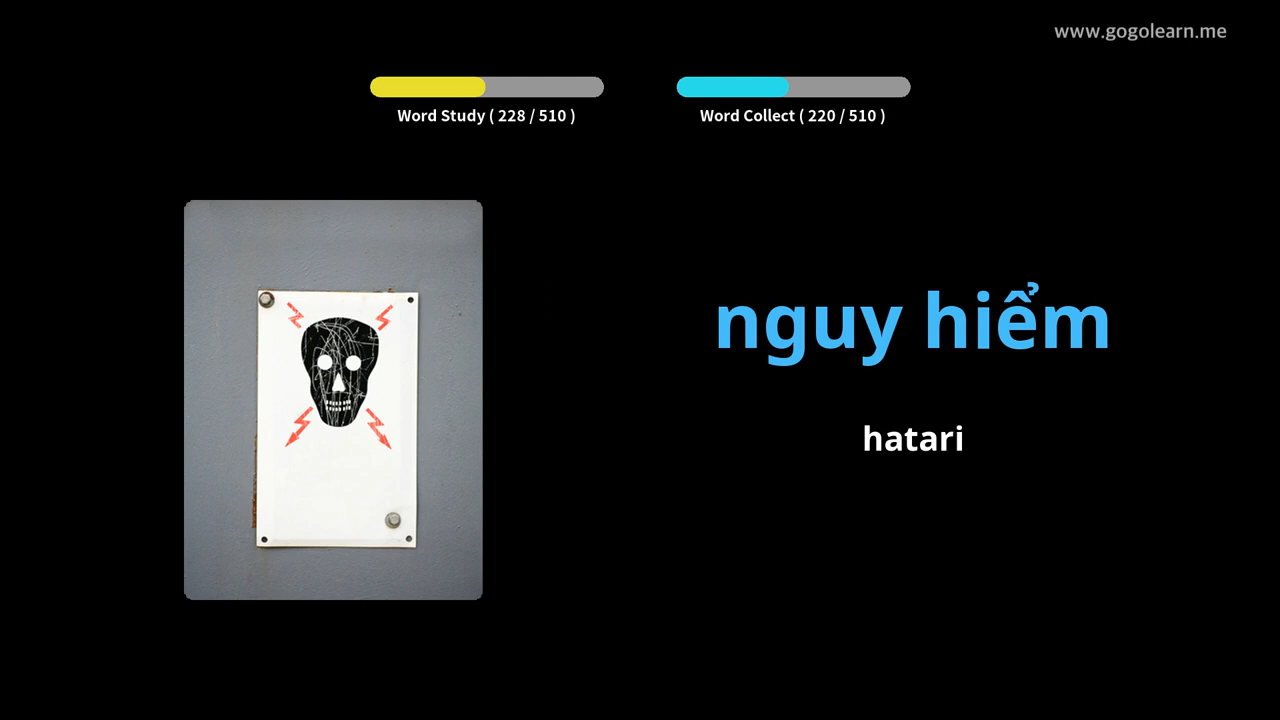 www.gogolearn.me
Word Study ( 228 / 510 )
Word Collect ( 220 / 510 )
nguy hiểm
hatari